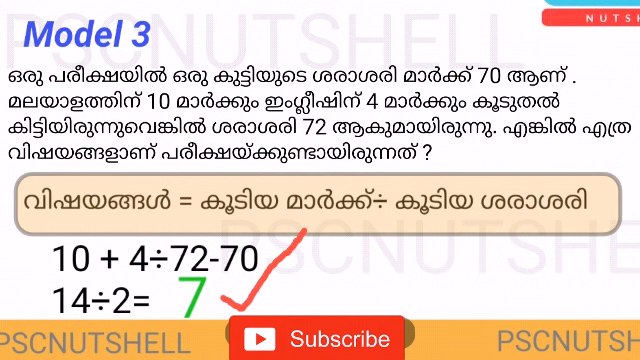 NUTSH
PSCNUTSHELL
Model 3
ഒരു പരീക്ഷയിൽ ഒരു കുട്ടിയുടെ ശരാശരി മാർക്ക് 70 ആണ് .
മലയാളത്തിന് 10 മാർക്കും ഇംഗ്ലീഷിന് 4 മാർക്കും കൂടുതൽ
കിട്ടിയിരുന്നുവെങ്കിൽ ശരാശരി 72 ആകുമായിരുന്നു. എങ്കിൽ എത്ര
വിഷയങ്ങളാണ് പരീക്ഷയ്ക്കുണ്ടായിരുന്നത് ?
വിഷയങ്ങൾ = കൂടിയ മാർക്ക്÷ കൂടിയ ശരാശരി
PSCNUTSHE
10 + 4÷72-70
14÷2= 7
PSCNUTSHELL Subscribe PSCNUTSH